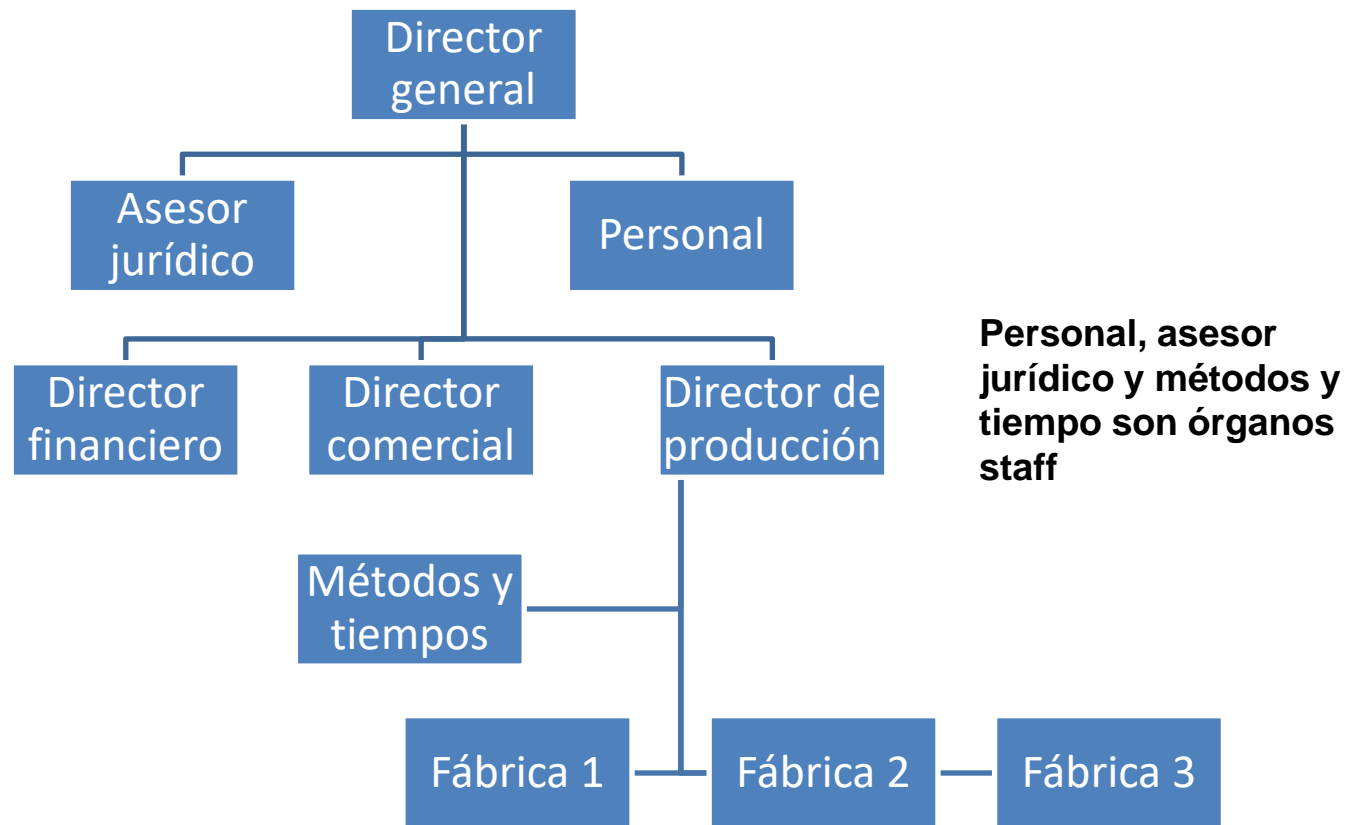 Director
general
Asesor
jurídico
Personal
Director
financiero
Director
comercial
Director de
producción
Personal, asesor
jurídico y métodos y
tiempo son órganos
staff
Métodos y
tiempos
Fábrica 1
Fábrica 2
Fábrica 3